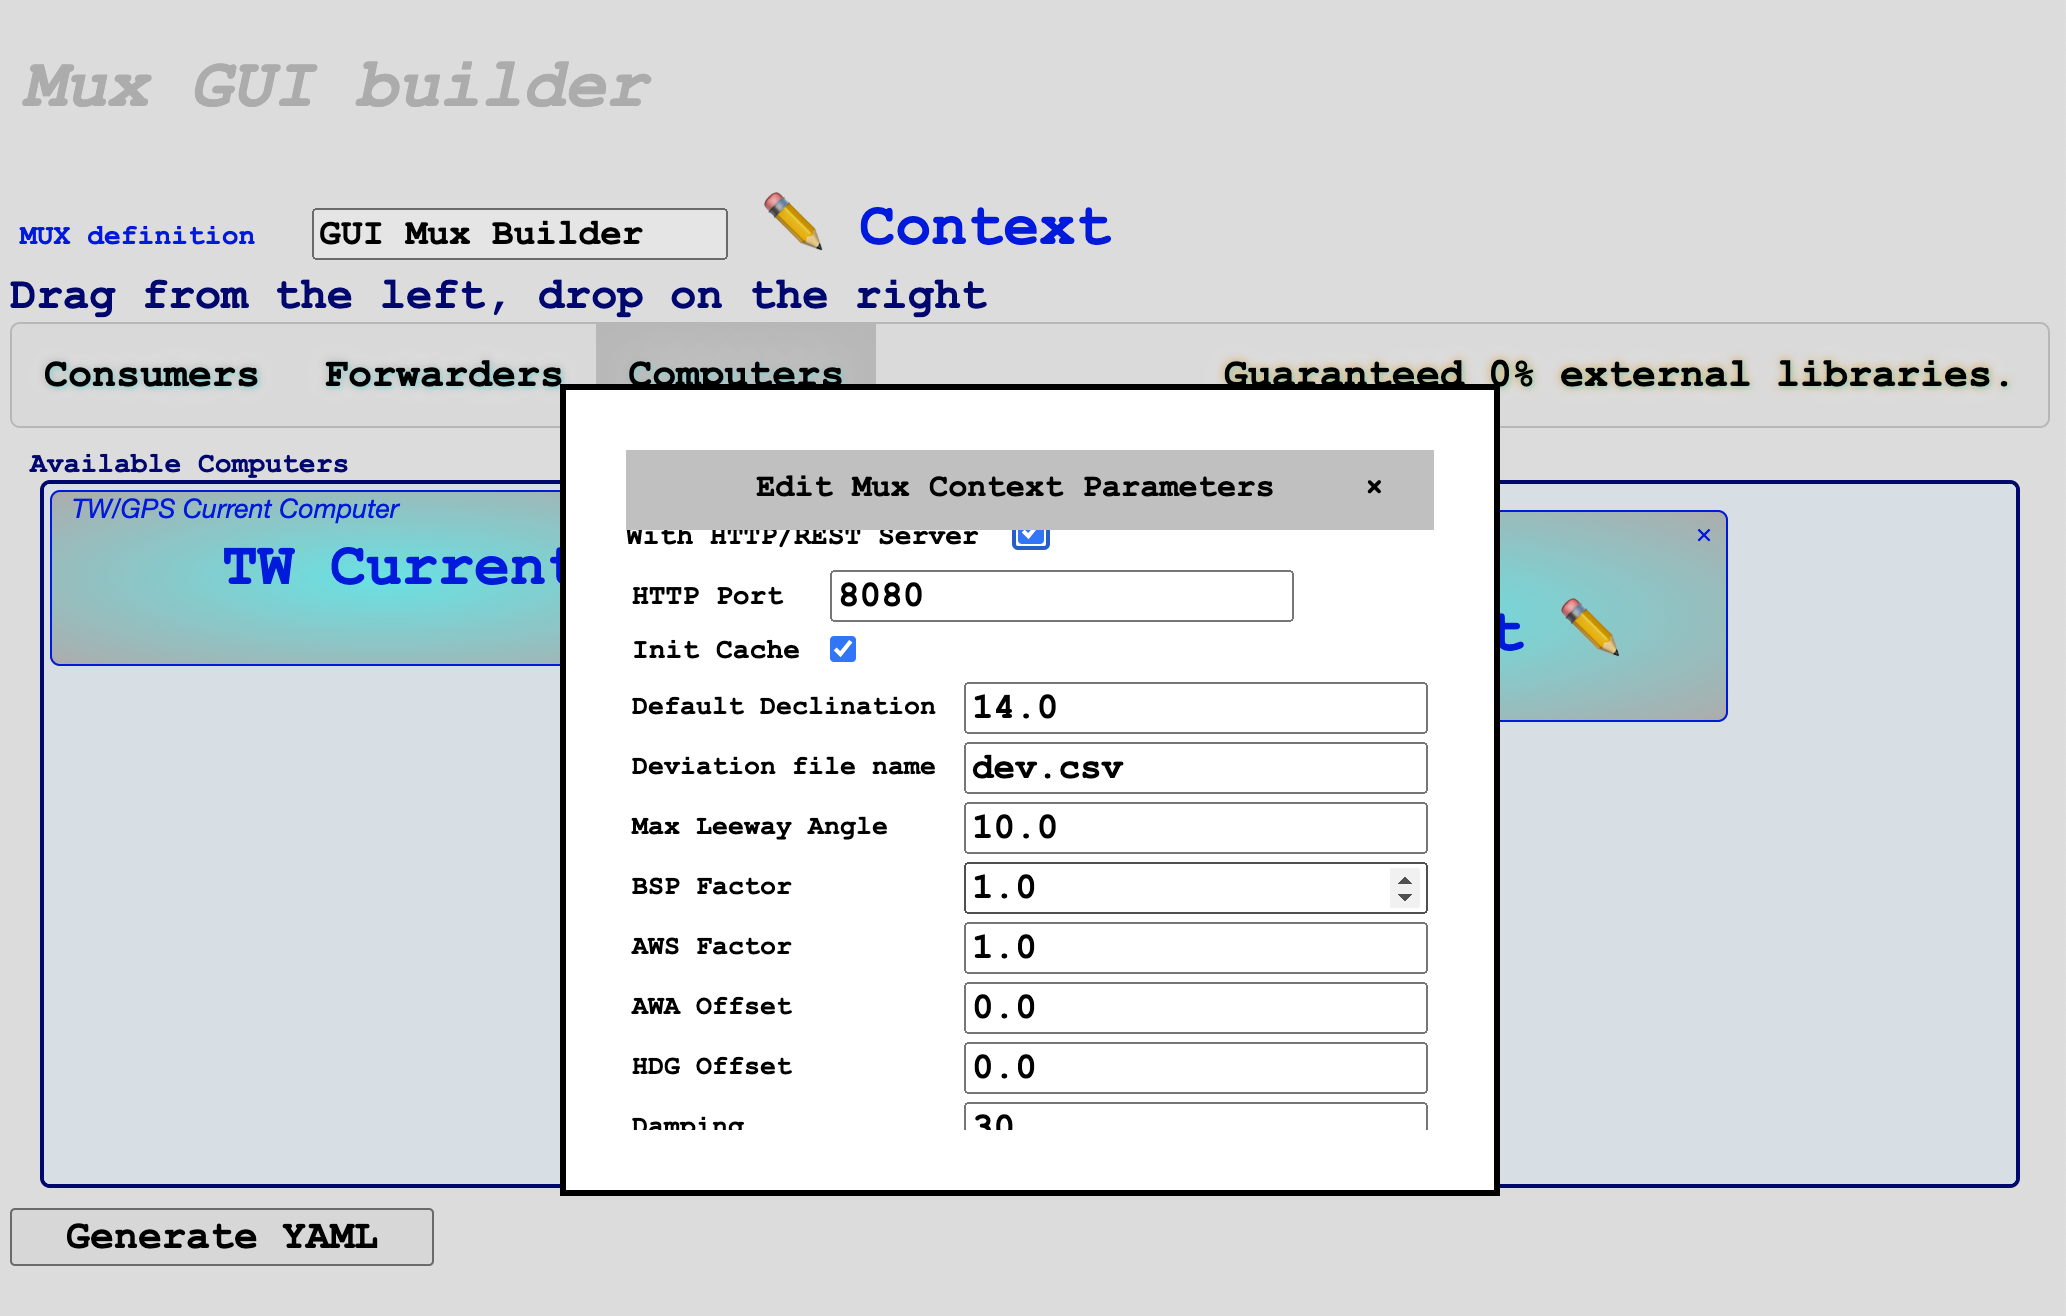 Mux GUI builder
MUX definition GUI Mux Builder Context
Drag from the left, drop on the right
Consumers Forwarders Computers Guaranteed 0% external libraries.
Available Computers
TW/GPS Current Computer
TW Current
t
×
Edit Mux Context Parameters ×
With HTTP/REST Server
HTTP Port 8080
Init Cache
Default Declination 14.0
Deviation file name dev.csv
Max Leeway Angle 10.0
BSP Factor 1.0
AWS Factor 1.0
AWA Offset 0.0
HDG Offset 0.0
Damping 30
Generate YAML